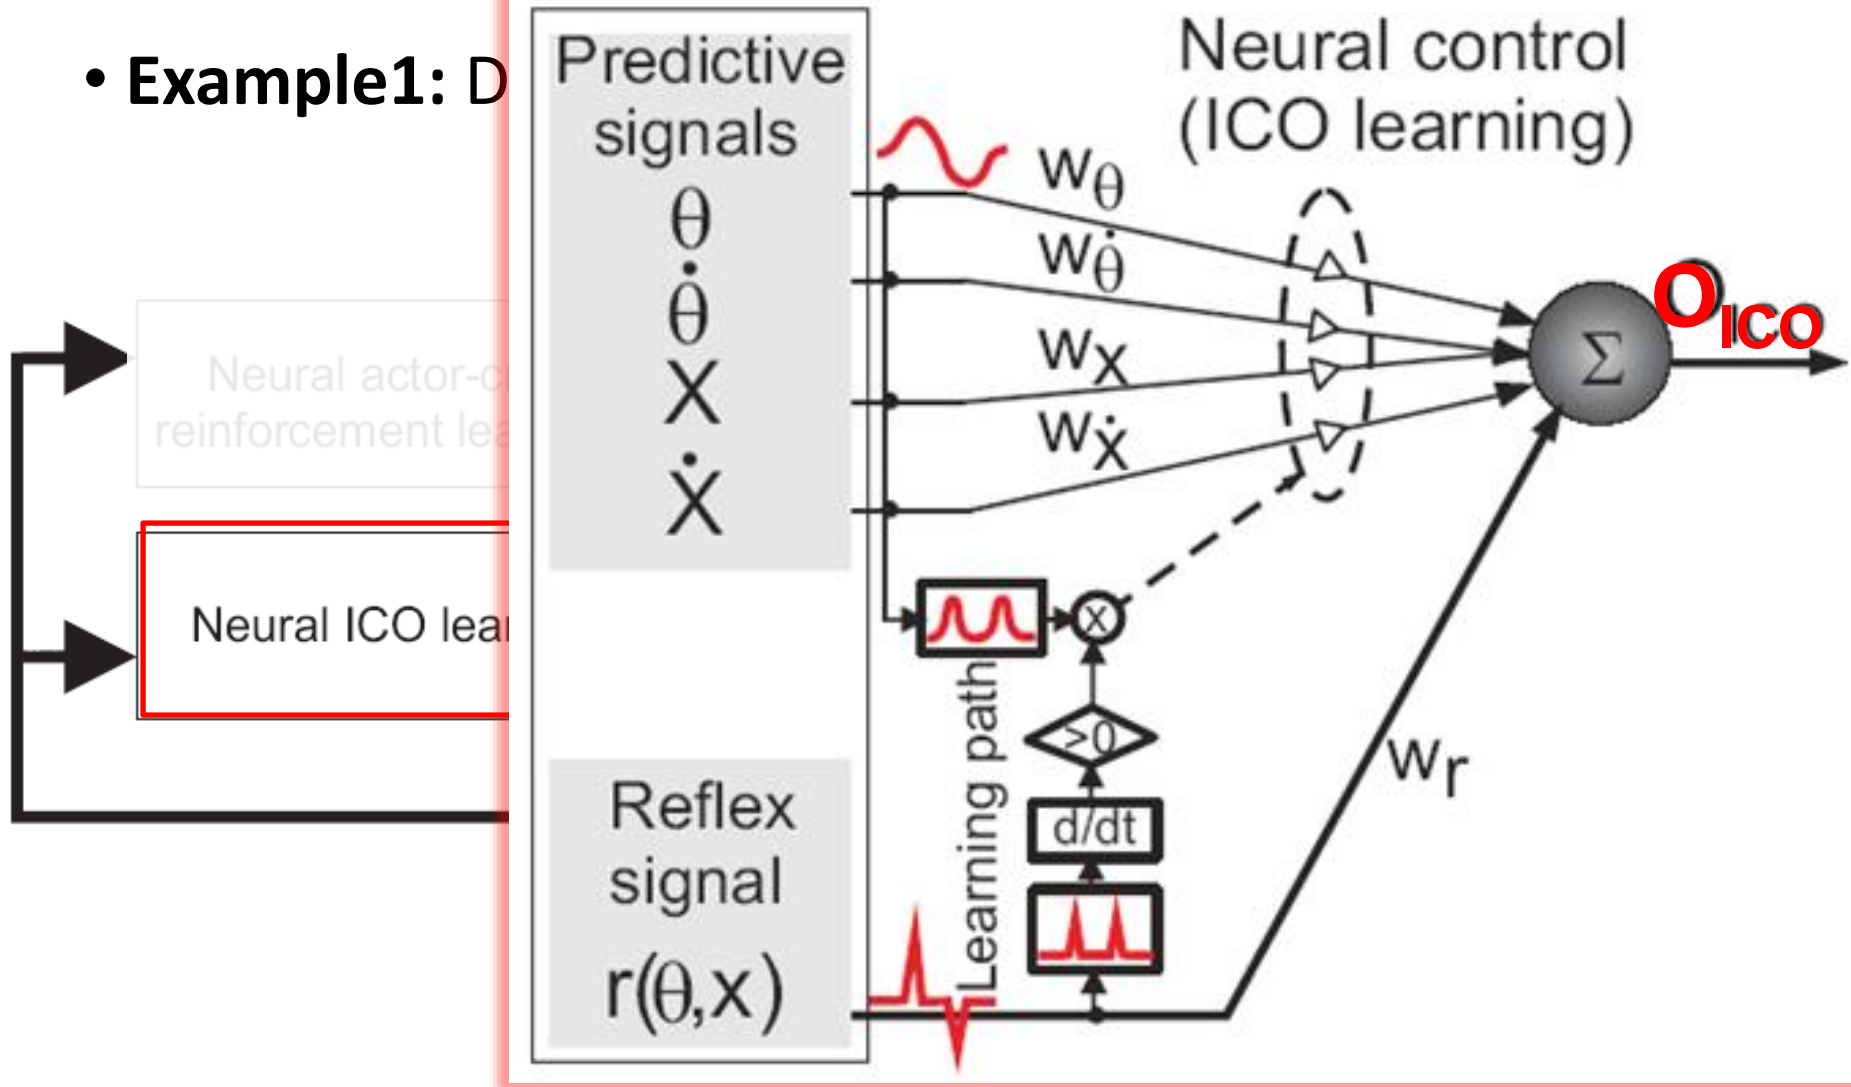 • Example1: D
Neural actor-c
reinforcement lea
Neural ICO lear
Predictive
signals
θ
θ̇
X
Ẋ
Reflex
signal
r(θ,x)
Neural control
(ICO learning)
wθ
wθ̇
wX
wẊ
Σ
OICO
x
>0
d/dt
Learning path
wr